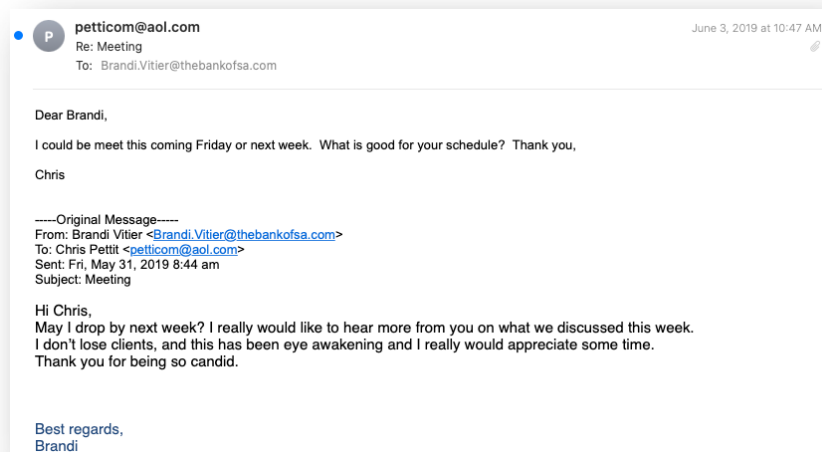 P
petticom@aol.com
June 3, 2019 at 10:47 AM
Re: Meeting
To: Brandi.Vitier@thebankofsa.com
Dear Brandi,
I could be meet this coming Friday or next week.  What is good for your schedule?  Thank you,
Chris
-----Original Message-----
From: Brandi Vitier <Brandi.Vitier@thebankofsa.com>
To: Chris Pettit <petticom@aol.com>
Sent: Fri, May 31, 2019 8:44 am
Subject: Meeting
Hi Chris,
May I drop by next week? I really would like to hear more from you on what we discussed this week.
I don't lose clients, and this has been eye awakening and I really would appreciate some time.
Thank you for being so candid.
Best regards,
Brandi